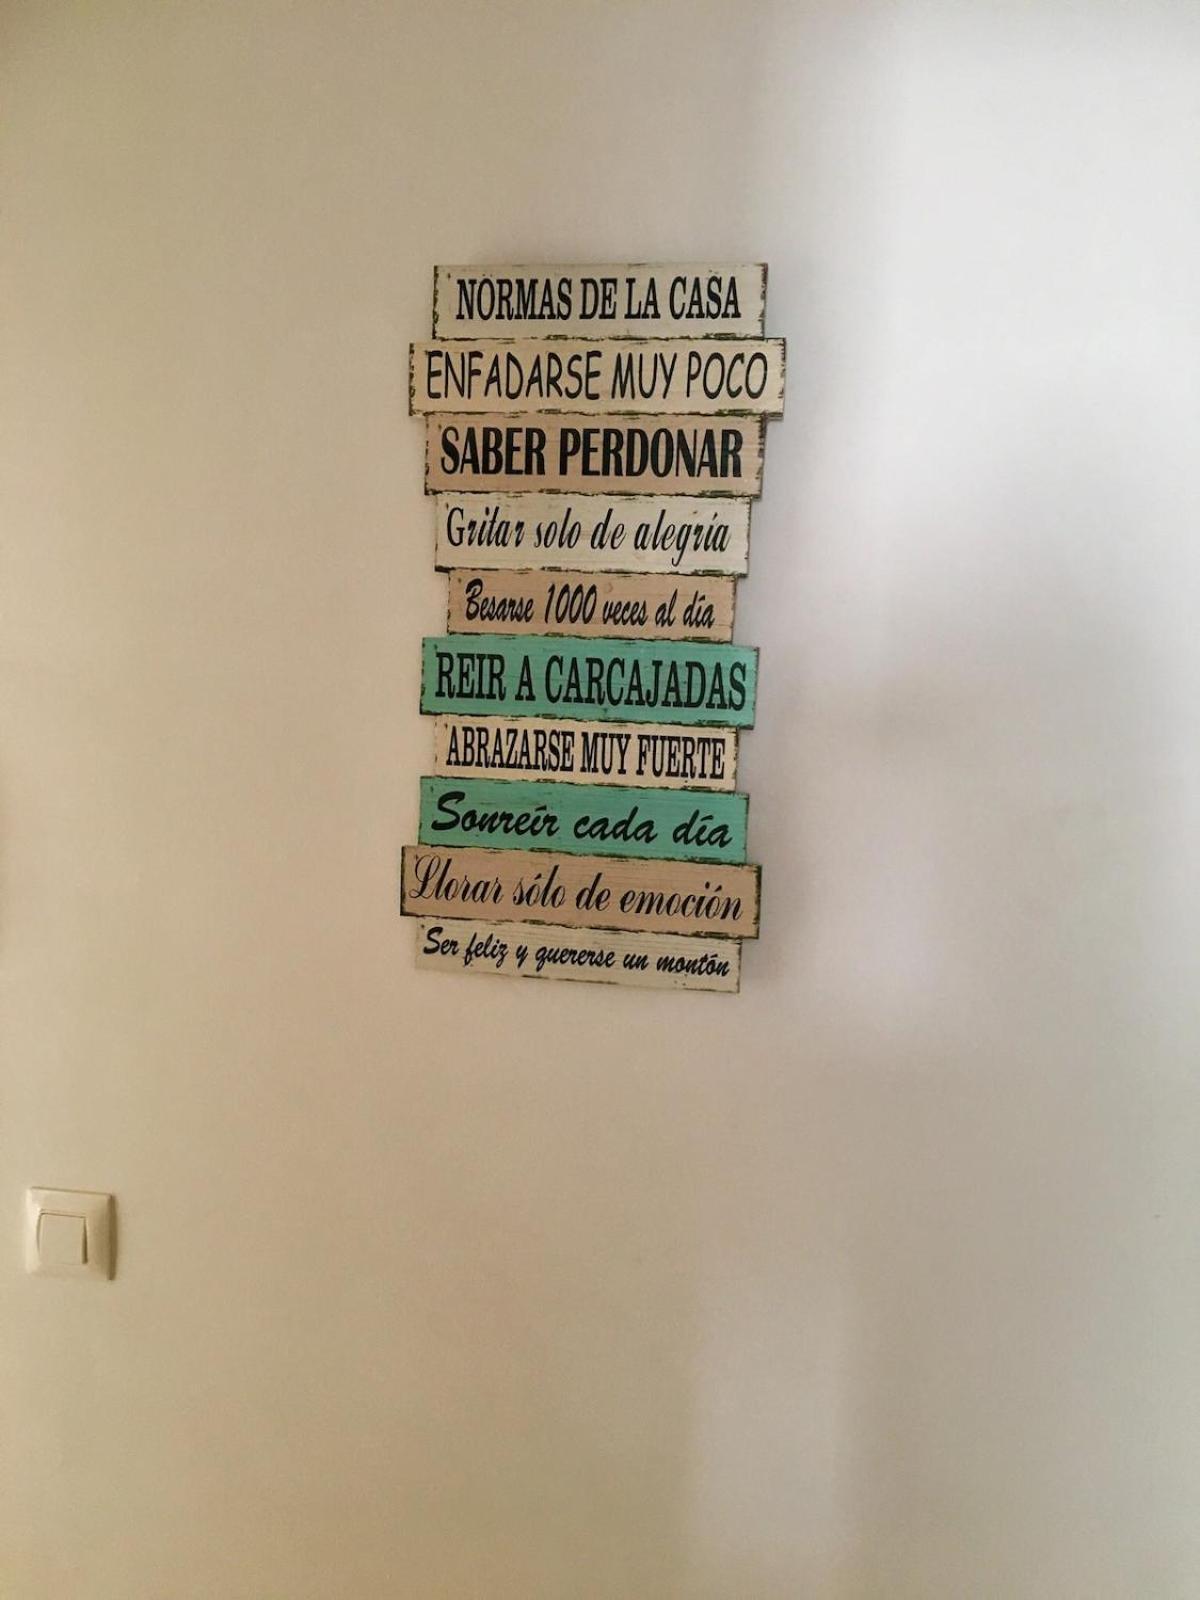 NORMAS DE LA CASA
ENFADARSE MUY POCO
SABER PERDONAR
Gritar solo de alegría
Besarse 1000 veces al día
REIR A CARCAJADAS
ABRAZARSE MUY FUERTE
Sonreír cada día
Llorar sólo de emoción
Ser feliz y quererse un montón